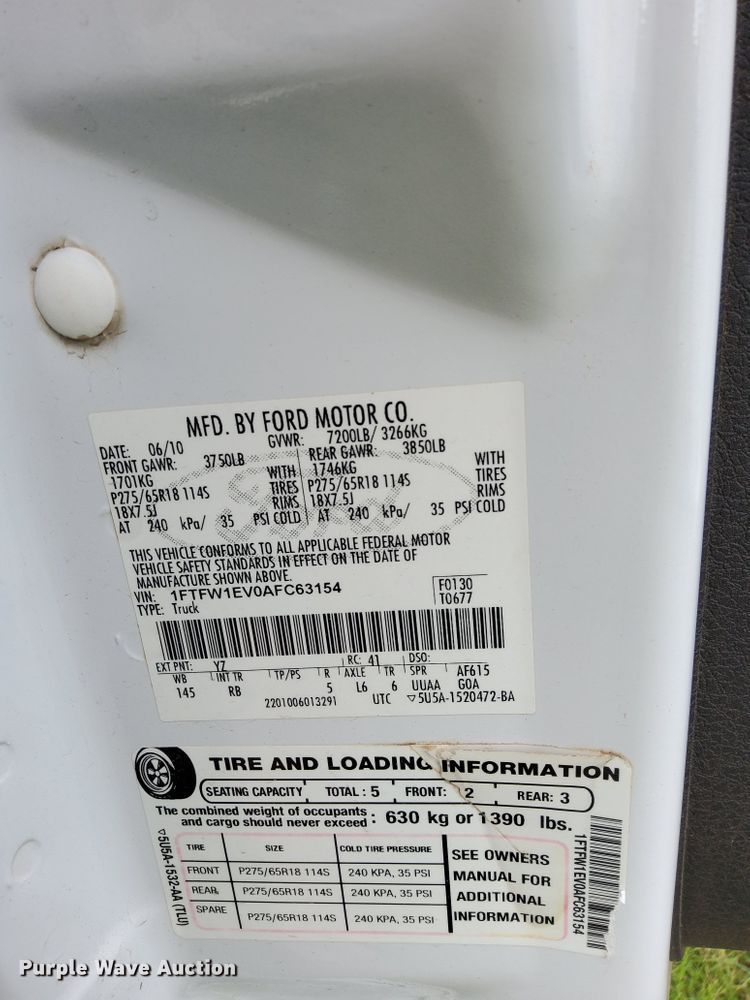 MFD. BY FORD MOTOR CO.
DATE: 06/10 GVWR: 7200LB/ 3266KG
FRONT GAWR: 3750LB REAR GAWR: 3850LB
1701KG WITH 1746KG WITH
P275/65R18 114S TIRES P275/65R18 114S TIRES
18X7.5J RIMS 18X7.5J RIMS
AT 240 kPa/ 35 PSI COLD AT 240 kPa/ 35 PSI COLD
Ford
THIS VEHICLE CONFORMS TO ALL APPLICABLE FEDERAL MOTOR
VEHICLE SAFETY STANDARDS IN EFFECT ON THE DATE OF
MANUFACTURE SHOWN ABOVE.
VIN: 1FTFW1EV0AFC63154 F0130
TYPE: Truck T0677
EXT PNT: YZ RC: 41 DSO:
WB INT TR TP/PS R AXLE TR SPR AF615
145 RB 5 L6 6 UUAA G0A
2201006013291 UTC ▽5U5A-1520472-BA
TIRE AND LOADING INFORMATION
SEATING CAPACITY TOTAL : 5 FRONT: 2 REAR: 3
The combined weight of occupants
and cargo should never exceed : 630 kg or 1390 lbs.
TIRE SIZE COLD TIRE PRESSURE
FRONT P275/65R18 114S 240 KPA, 35 PSI
REAR P275/65R18 114S 240 KPA, 35 PSI
SPARE P275/65R18 114S 240 KPA, 35 PSI
SEE OWNERS
MANUAL FOR
ADDITIONAL
INFORMATION
▽5U5A-1532-AA (TLU)
1FTFW1EV0AFC63154
Purple Wave Auction